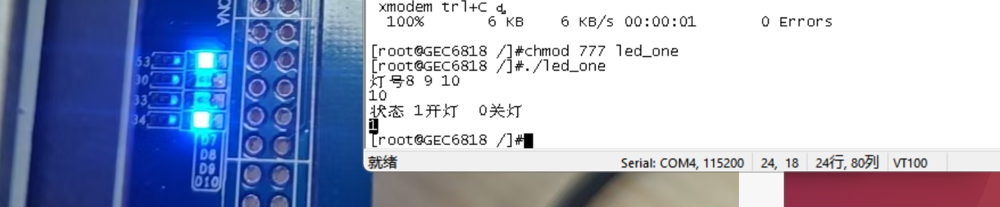 ONA
53
30
33
34
D7
D8
D9
D10
xmodem trl+C
100% 6 KB 6 KB/s 00:00:01 0 Errors
[root@GEC6818 /]#chmod 777 led_one
[root@GEC6818 /]#./led_one
灯号8 9 10
10
状态 1开灯 0关灯
1
[root@GEC6818 /]#
就绪
Serial: COM4, 115200 24, 18 24行, 80列 VT100